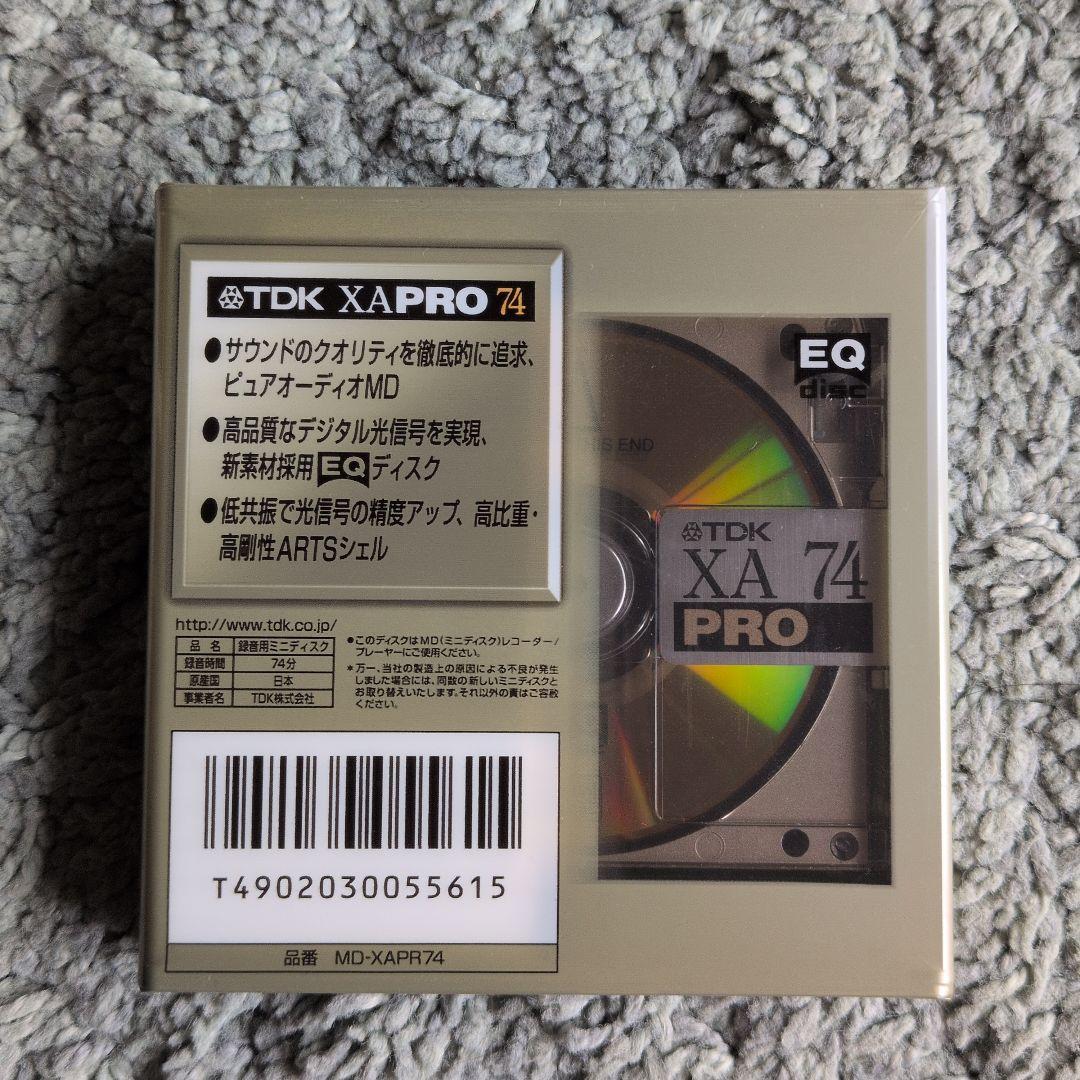 TDK XAPRO 74
●サウンドのクオリティを徹底的に追求、
ピュアオーディオMD
●高品質なデジタル光信号を実現、
新素材採用EQディスク
●低共振で光信号の精度アップ、高比重・
高剛性ARTSシェル
http://www.tdk.co.jp/
品 名 録音用ミニディスク
録音時間 74分
原産国 日本
事業者名 TDK株式会社
●このディスクはMD(ミニディスク)レコーダー/
プレーヤーにご使用ください。
*万一、当社の製造上の原因による不良が発生
しました場合には、同数の新しいミニディスクと
お取り替えいたします。それ以外の責はご容赦
ください。
T4902030055615
品番 MD-XAPR74
EQ
disc
THIS END
TDK
XA 74
PRO